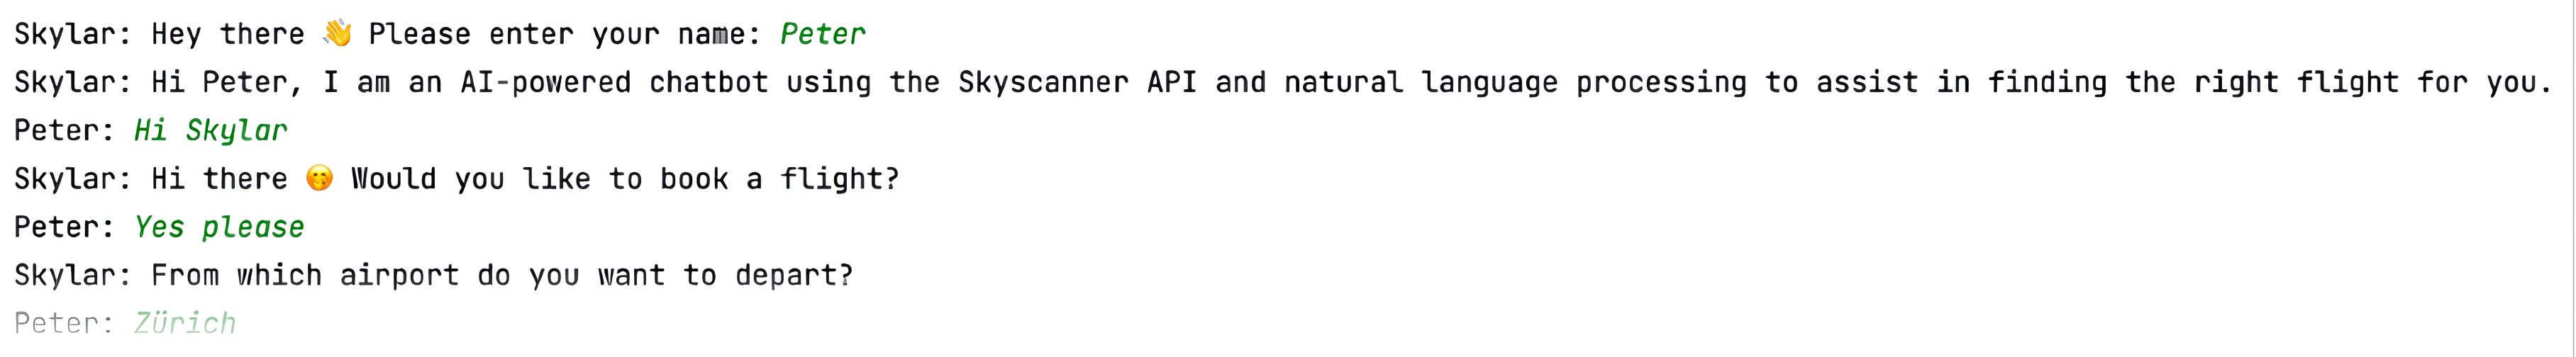 Skylar: Hey there 👋 Please enter your name: Peter
Skylar: Hi Peter, I am an AI-powered chatbot using the Skyscanner API and natural language processing to assist in finding the right flight for you.
Peter: Hi Skylar
Skylar: Hi there 🤭 Would you like to book a flight?
Peter: Yes please
Skylar: From which airport do you want to depart?
Peter: Zürich